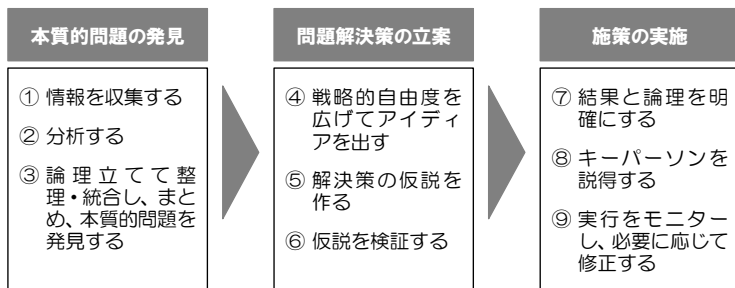 本質的問題の発見
① 情報を収集する
② 分析する
③ 論理立てて整
理・統合し、まと
め、本質的問題を
発見する
問題解決策の立案
④ 戦略的自由度を
広げてアイディ
アを出す
⑤ 解決策の仮説を
作る
⑥ 仮説を検証する
施策の実施
⑦ 結果と論理を明
確にする
⑧ キーパーソンを
説得する
⑨ 実行をモニター
し、必要に応じて
修正する